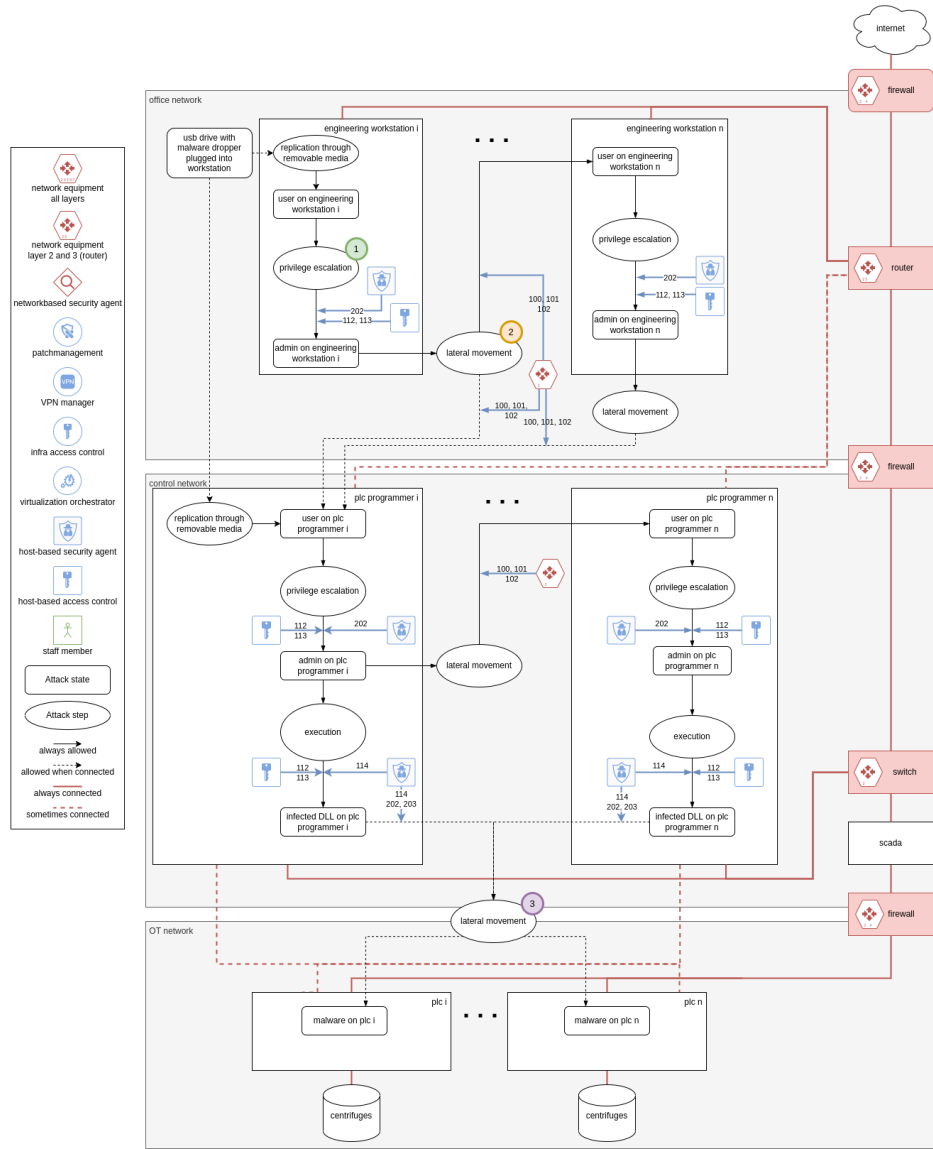 internet
firewall
office network
engineering workstation i
engineering workstation n
usb drive with
malware dropper
plugged into
workstation
replication through
removable media
user on engineering
workstation i
1
privilege escalation
202
112, 113
admin on engineering
workstation i
2
lateral movement
100, 101
102
100, 101,
102
100, 101, 102
user on engineering
workstation n
privilege escalation
202
112, 113
admin on engineering
workstation n
lateral movement
router
firewall
network equipment
all layers
network equipment
layer 2 and 3 (router)
networkbased security agent
patchmanagement
VPN
VPN manager
infra access control
virtualization orchestrator
host-based security agent
host-based access control
staff member
Attack state
Attack step
always allowed
allowed when connected
always connected
sometimes connected
control network
plc programmer i
plc programmer n
replication through
removable media
user on plc
programmer i
privilege escalation
112
113
202
admin on plc
programmer i
lateral movement
100, 101
102
execution
112
113
114
114
202, 203
infected DLL on plc
programmer i
user on plc
programmer n
privilege escalation
202
112
113
admin on plc
programmer n
execution
114
112
113
114
202, 203
infected DLL on plc
programmer n
switch
scada
firewall
3
lateral movement
OT network
plc i
plc n
malware on plc i
malware on plc n
centrifuges
centrifuges